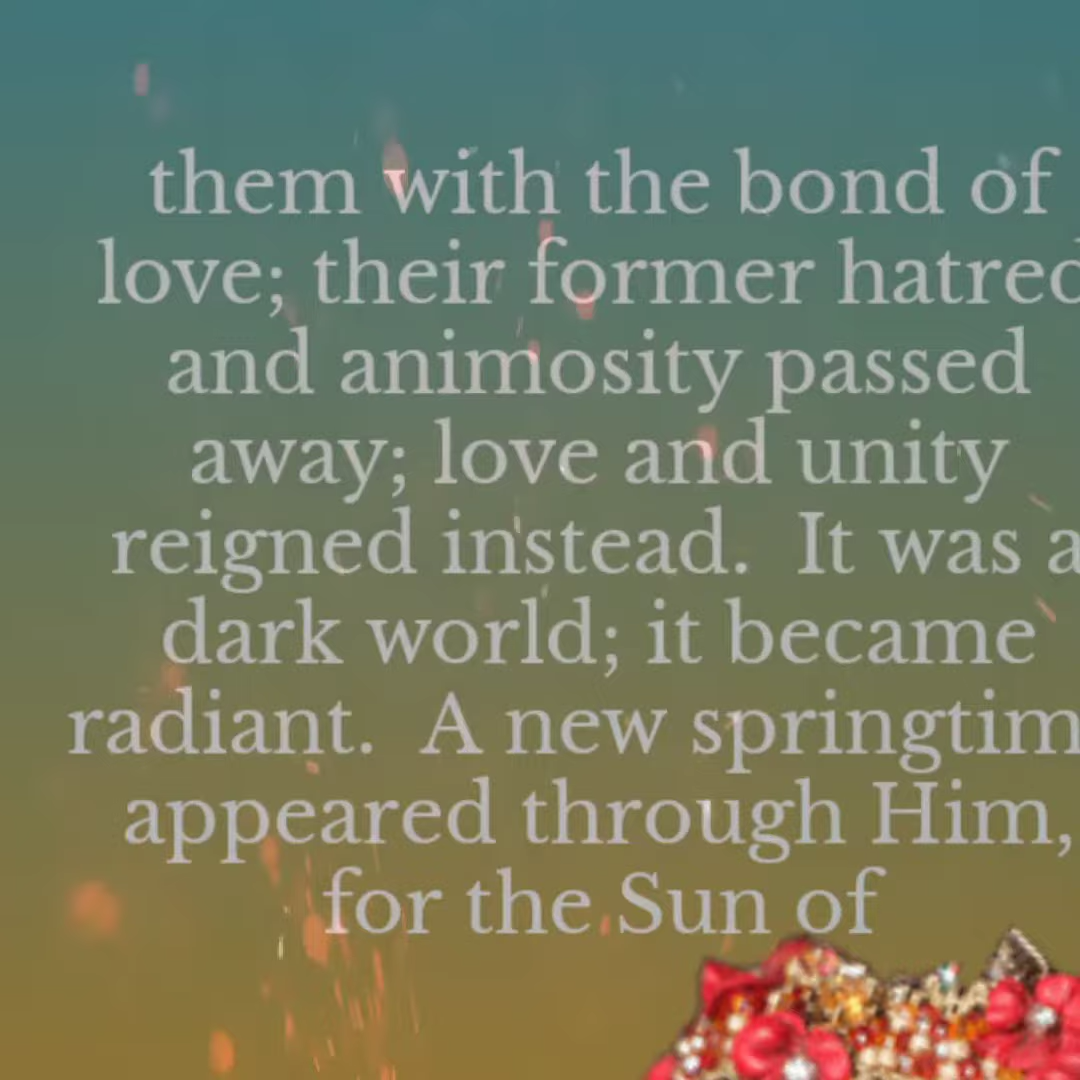 them with the bond of
love; their former hatred
and animosity passed
away; love and unity
reigned instead.  It was a
dark world; it became
radiant.  A new springtim
appeared through Him,
for the Sun of